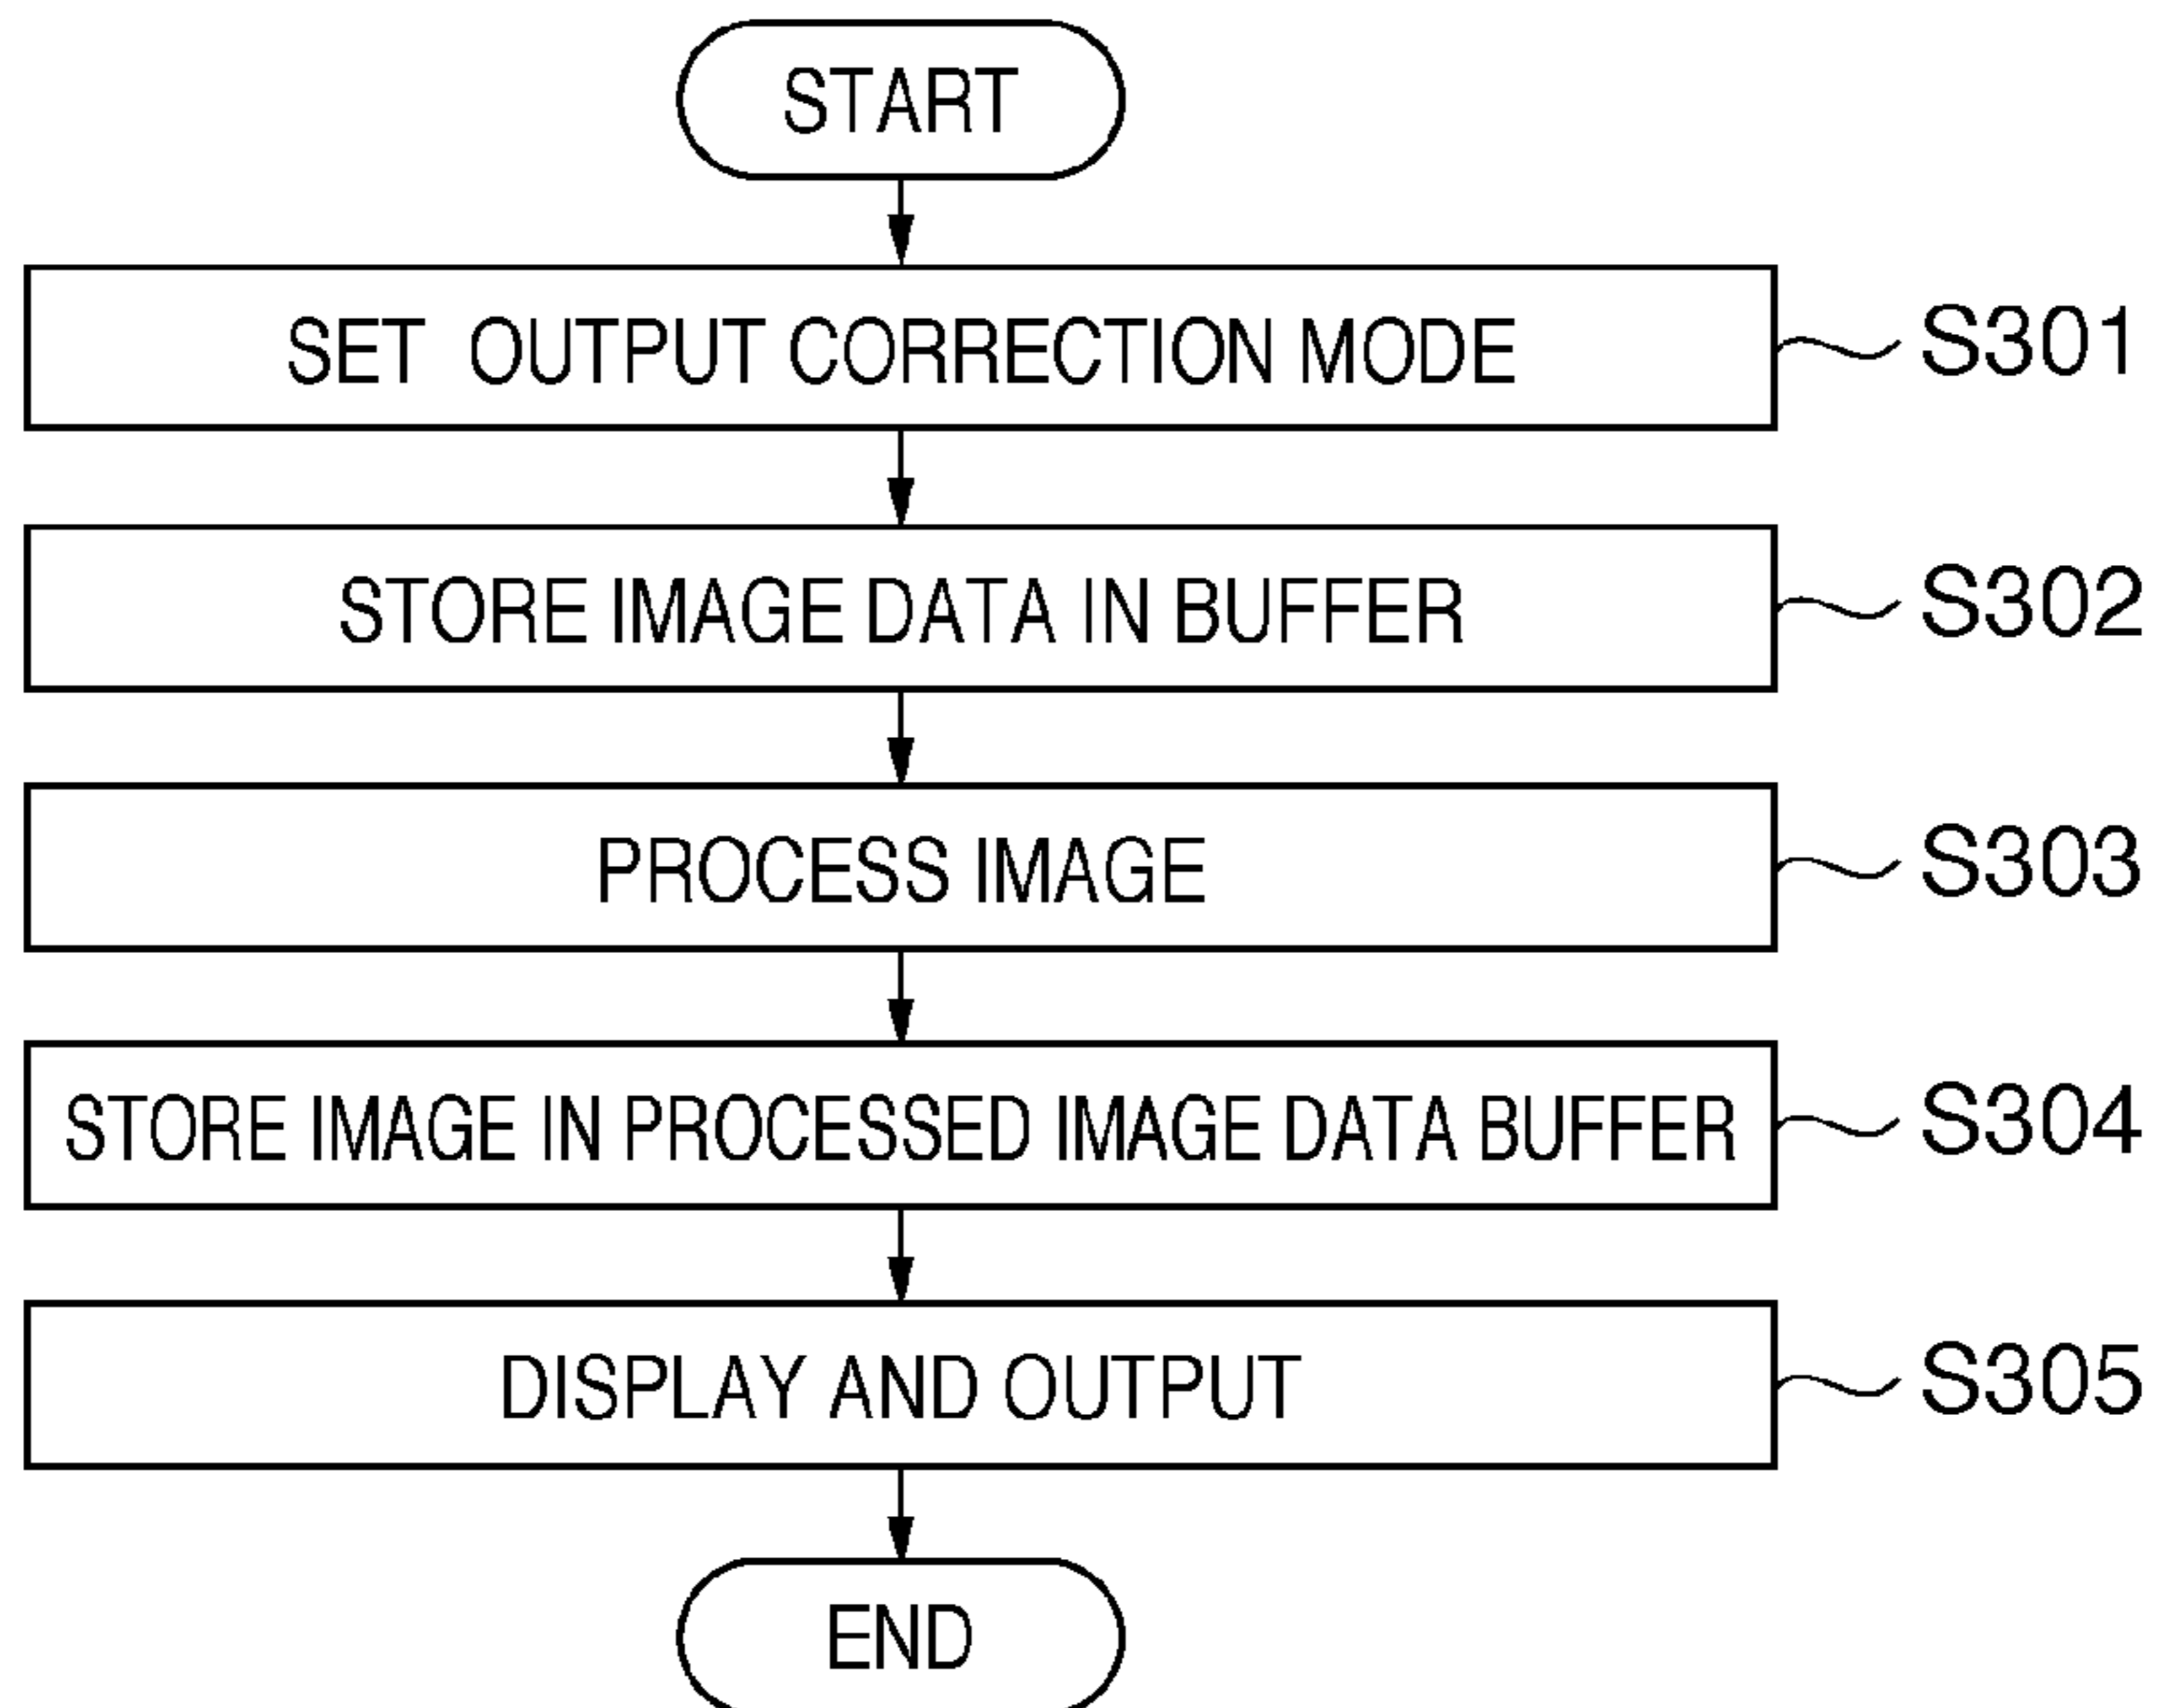 START
SET OUTPUT CORRECTION MODE S301
STORE IMAGE DATA IN BUFFER S302
PROCESS IMAGE S303
STORE IMAGE IN PROCESSED IMAGE DATA BUFFER S304
DISPLAY AND OUTPUT S305
END